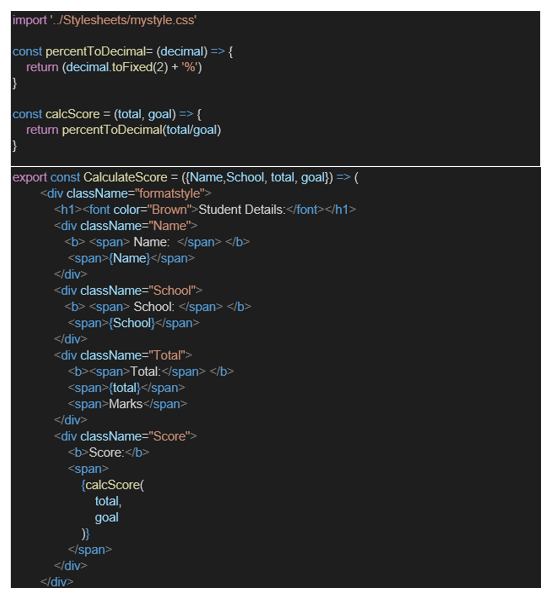 import '../Stylesheets/mystyle.css'
const percentToDecimal= (decimal) => {
return (decimal.toFixed(2) + '%')
}
const calcScore = (total, goal) => {
return percentToDecimal(total/goal)
}
export const CalculateScore = ({Name,School, total, goal}) => (
<div className="formatstyle">
<h1><font color="Brown">Student Details:</font></h1>
<div className="Name">
<b> <span> Name:  </span> </b>
<span>{Name}</span>
</div>
<div className="School">
<b> <span> School: </span> </b>
<span>{School}</span>
</div>
<div className="Total">
<b><span>Total:</span> </b>
<span>{total}</span>
<span>Marks</span>
</div>
<div className="Score">
<b>Score:</b>
<span>
{calcScore(
total,
goal
)}
</span>
</div>
</div>